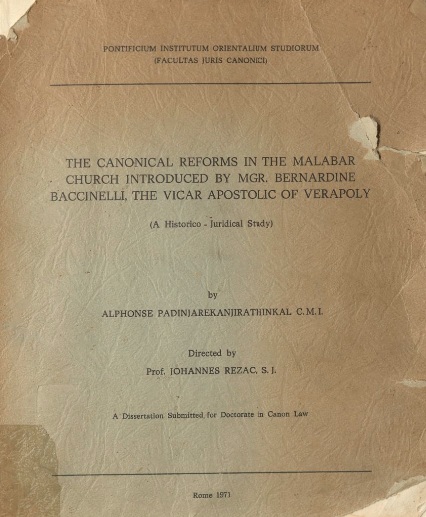 PONTIFICIUM INSTITUTUM ORIENTALIUM STUDIORUM
(FACULTAS JURIS CANONICI)
THE CANONICAL REFORMS IN THE MALABAR
CHURCH INTRODUCED BY MGR. BERNARDINE
BACCINELLI, THE VICAR APOSTOLIC OF VERAPOLY
(A Historico - Juridical Study)
by
ALPHONSE PADINJAREKANJIRATHINKAL C.M.I.
Directed by
Prof. JOHANNES REZAC, S. J.
A Dissertation Submitted for Doctorate in Canon Law
Rome 1971